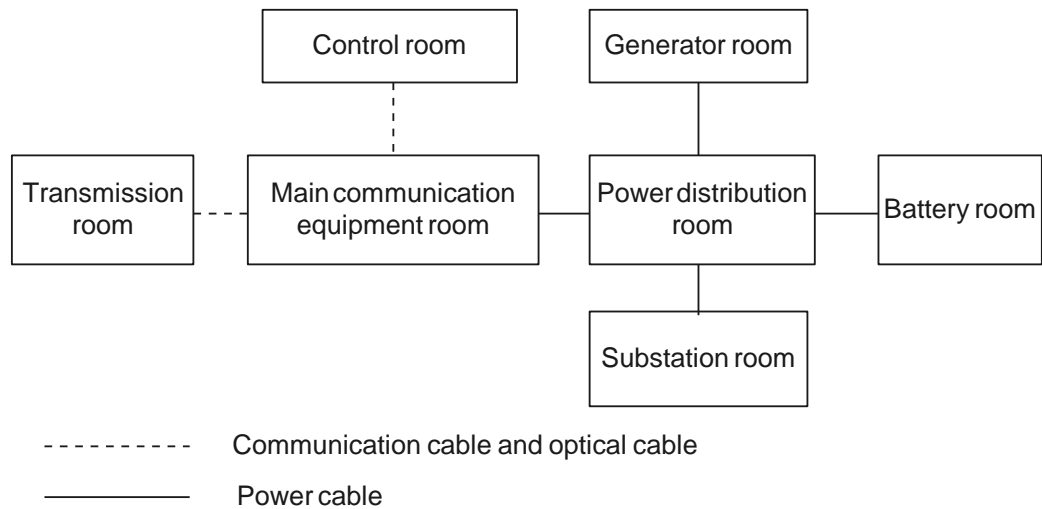 Control room
Generator room
Transmission
room
Main communication
equipment room
Power distribution
room
Battery room
Substation room
Communication cable and optical cable
Power cable